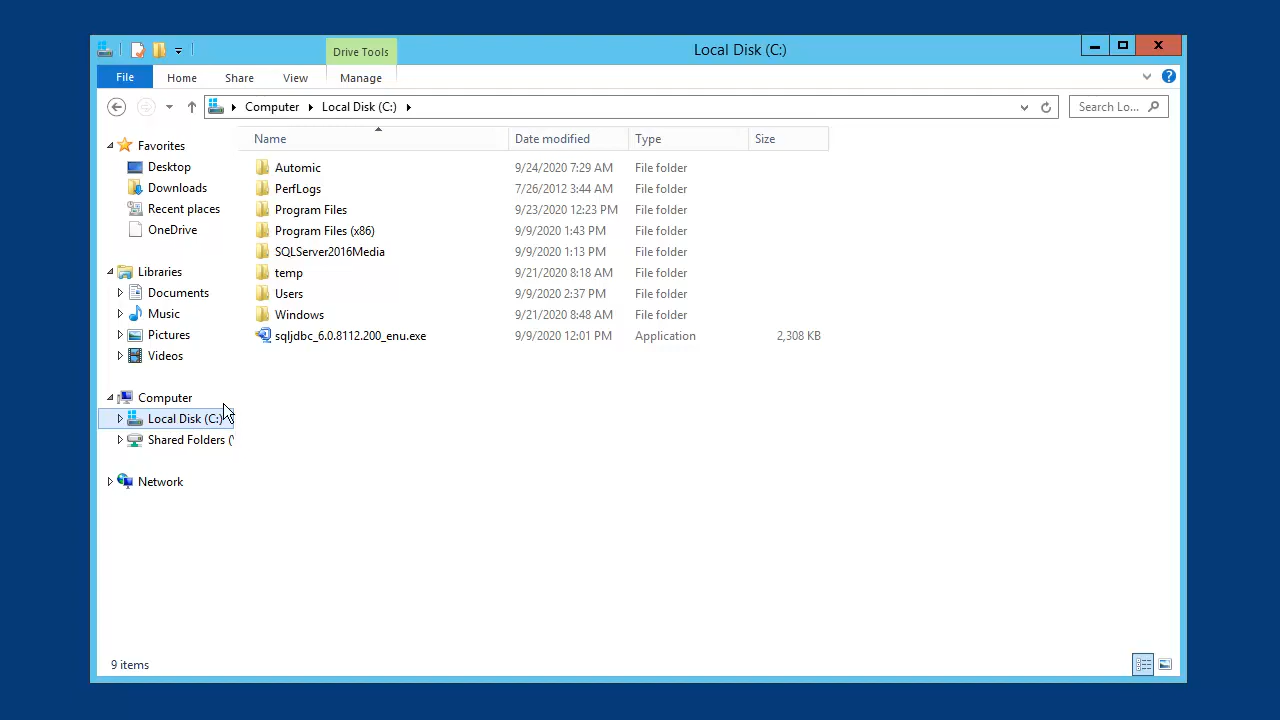 Drive Tools
Local Disk (C:)
File Home Share View Manage
Computer Local Disk (C:)
Search Lo...
Name Date modified Type Size
Favorites
Desktop
Downloads
Recent places
OneDrive
Libraries
Documents
Music
Pictures
Videos
Computer
Local Disk (C:)
Shared Folders (
Network
Automic 9/24/2020 7:29 AM File folder
PerfLogs 7/26/2012 3:44 AM File folder
Program Files 9/23/2020 12:23 PM File folder
Program Files (x86) 9/9/2020 1:43 PM File folder
SQLServer2016Media 9/9/2020 1:13 PM File folder
temp 9/21/2020 8:18 AM File folder
Users 9/9/2020 2:37 PM File folder
Windows 9/21/2020 8:48 AM File folder
sqljdbc_6.0.8112.200_enu.exe 9/9/2020 12:01 PM Application 2,308 KB
9 items